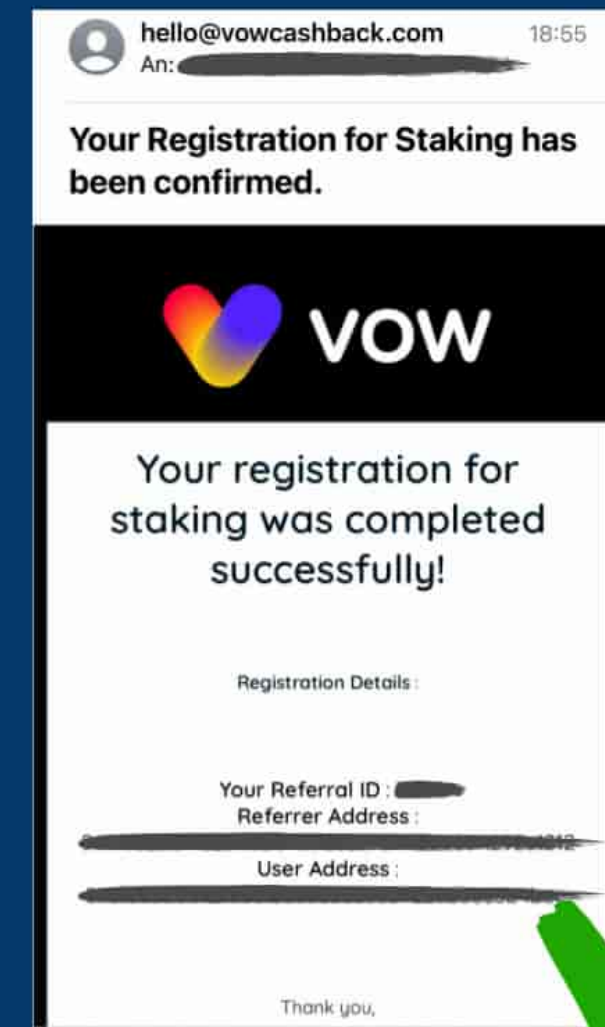 hello@vowcashback.com 18:55
An:
Your Registration for Staking has
been confirmed.
VOW
Your registration for
staking was completed
successfully!
Registration Details :
Your Referral ID :
Referrer Address :
User Address :
Thank you,